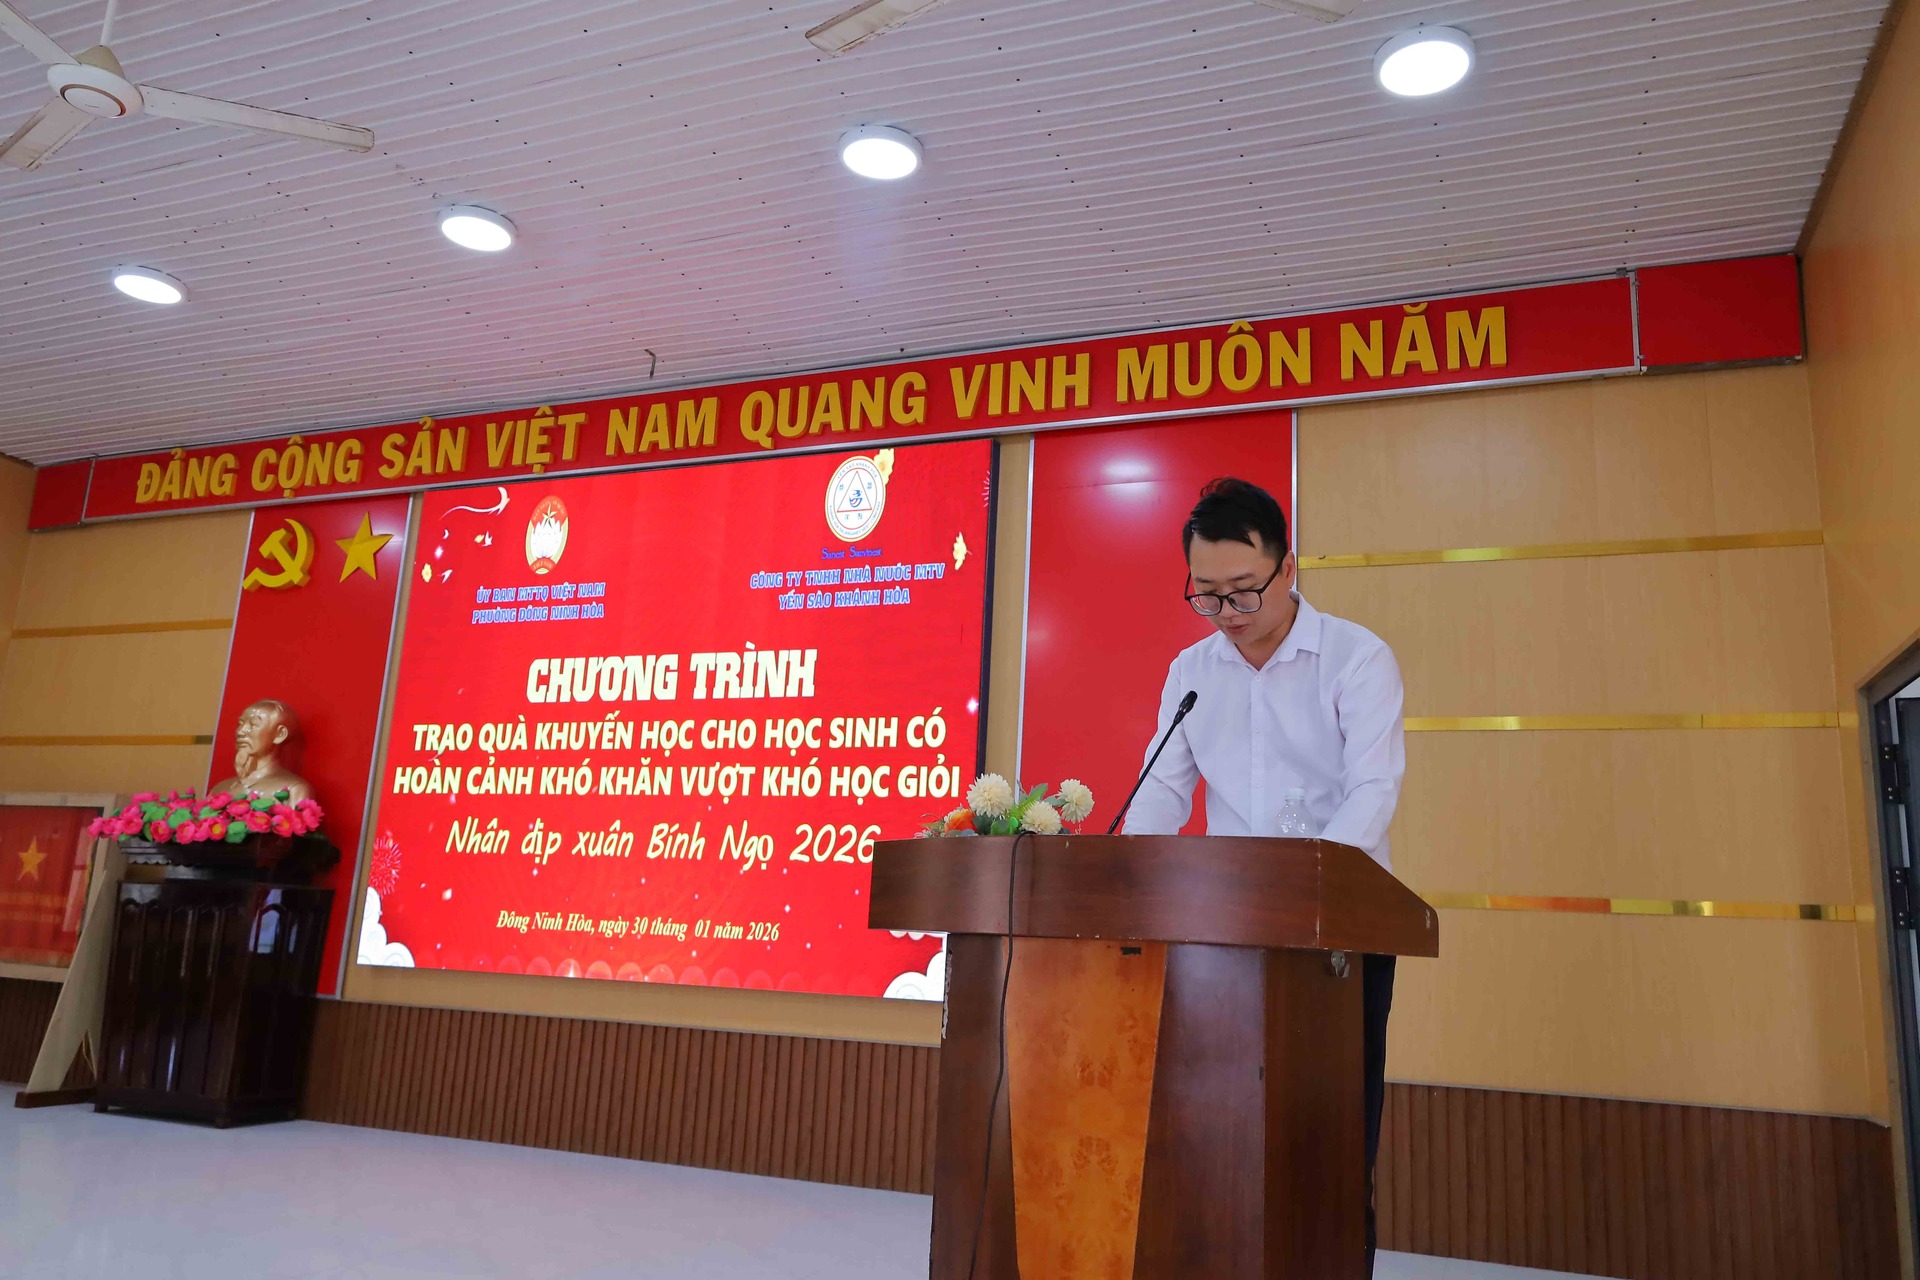 ĐẢNG CỘNG SẢN VIỆT NAM QUANG VINH MUÔN NĂM
ỦY BAN MTTQ VIỆT NAM
PHƯỜNG ĐÔNG NINH HÒA
Sanest Sanvinest
CÔNG TY TNHH NHÀ NƯỚC MTV
YẾN SÀO KHÁNH HÒA
CHƯƠNG TRÌNH
TRAO QUÀ KHUYẾN HỌC CHO HỌC SINH CÓ
HOÀN CẢNH KHÓ KHĂN VƯỢT KHÓ HỌC GIỎI
Nhân dịp xuân Bính Ngọ 2026
Đông Ninh Hòa, ngày 30 tháng 01 năm 2026